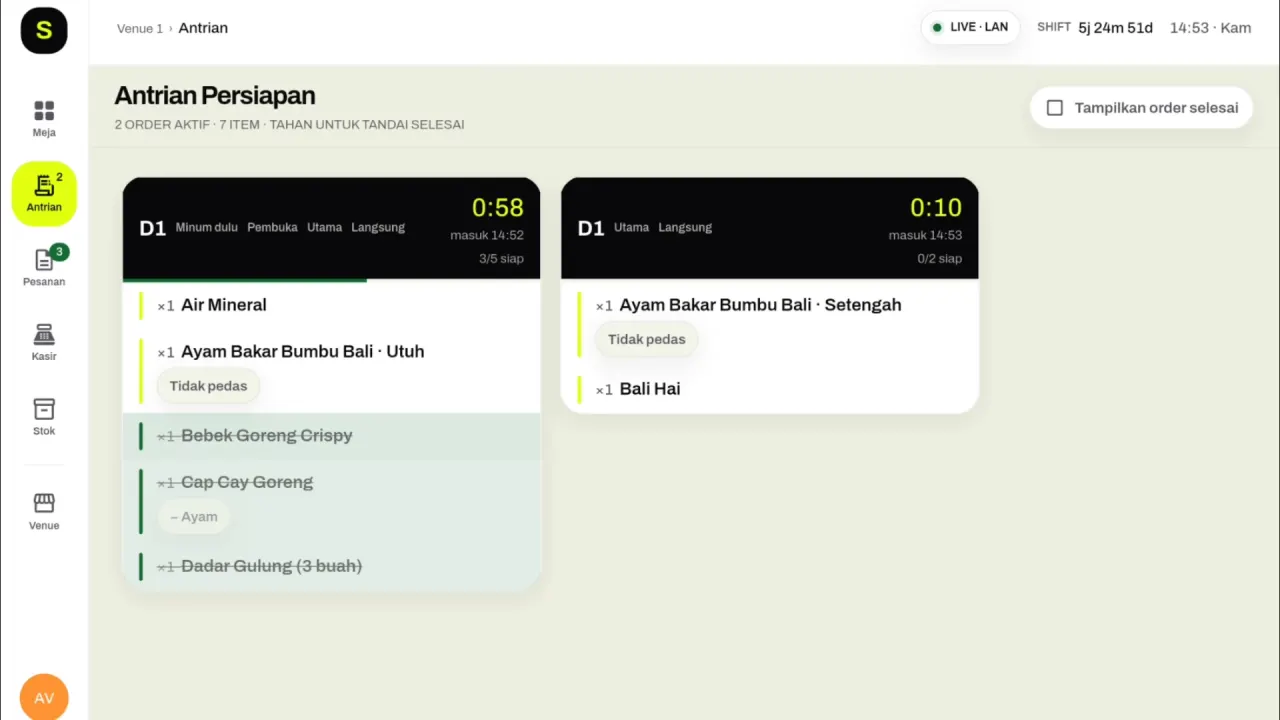 S
Venue 1 › Antrian
LIVE · LAN
SHIFT 5j 24m 51d
14:53 · Kam
Meja
Antrian 2
Pesanan 3
Kasir
Stok
Venue
AV
Antrian Persiapan
2 ORDER AKTIF · 7 ITEM · TAHAN UNTUK TANDAI SELESAI
Tampilkan order selesai
D1 Minum dulu Pembuka Utama Langsung
0:58
masuk 14:52
3/5 siap
×1 Air Mineral
×1 Ayam Bakar Bumbu Bali · Utuh
Tidak pedas
×1 Bebek Goreng Crispy
×1 Cap Cay Goreng
– Ayam
×1 Dadar Gulung (3 buah)
D1 Utama Langsung
0:10
masuk 14:53
0/2 siap
×1 Ayam Bakar Bumbu Bali · Setengah
Tidak pedas
×1 Bali Hai